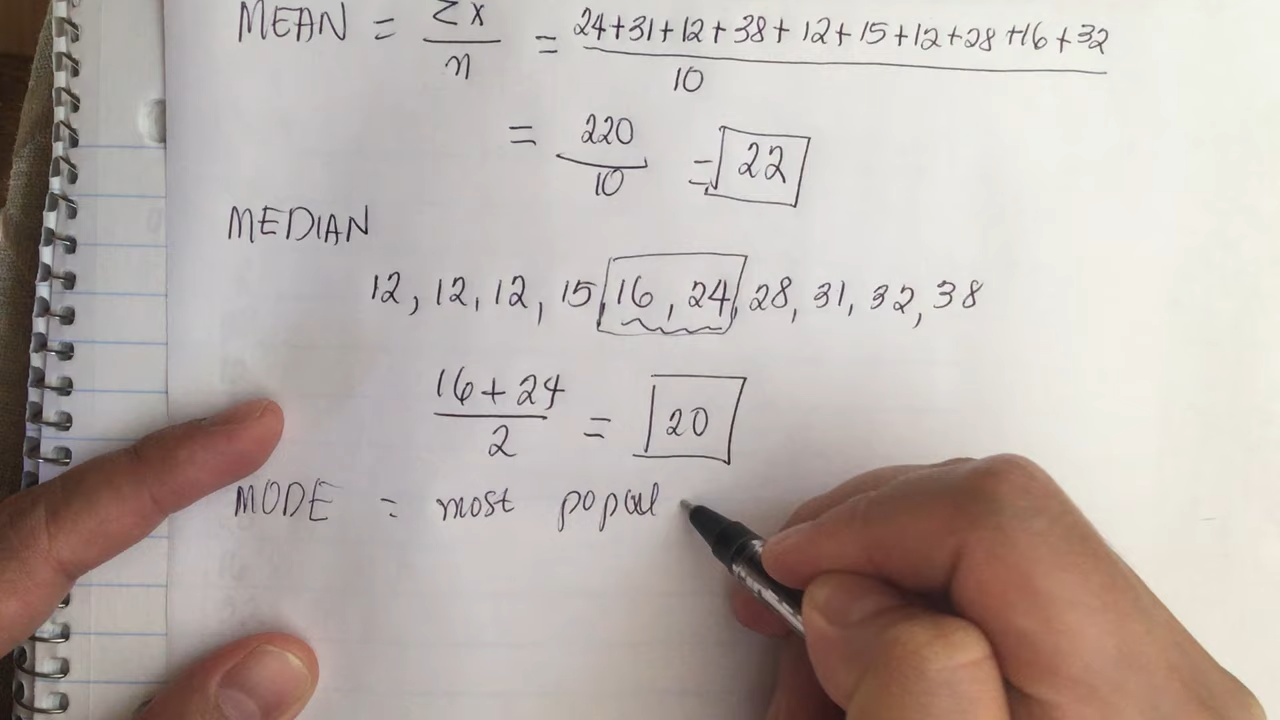 MEAN = Σx / n = 24+31+12+38+12+15+12+28+16+32 / 10
= 220 / 10 = 22
MEDIAN
12, 12, 12, 15, 16, 24, 28, 31, 32, 38
16+24 / 2 = 20
MODE = most popul